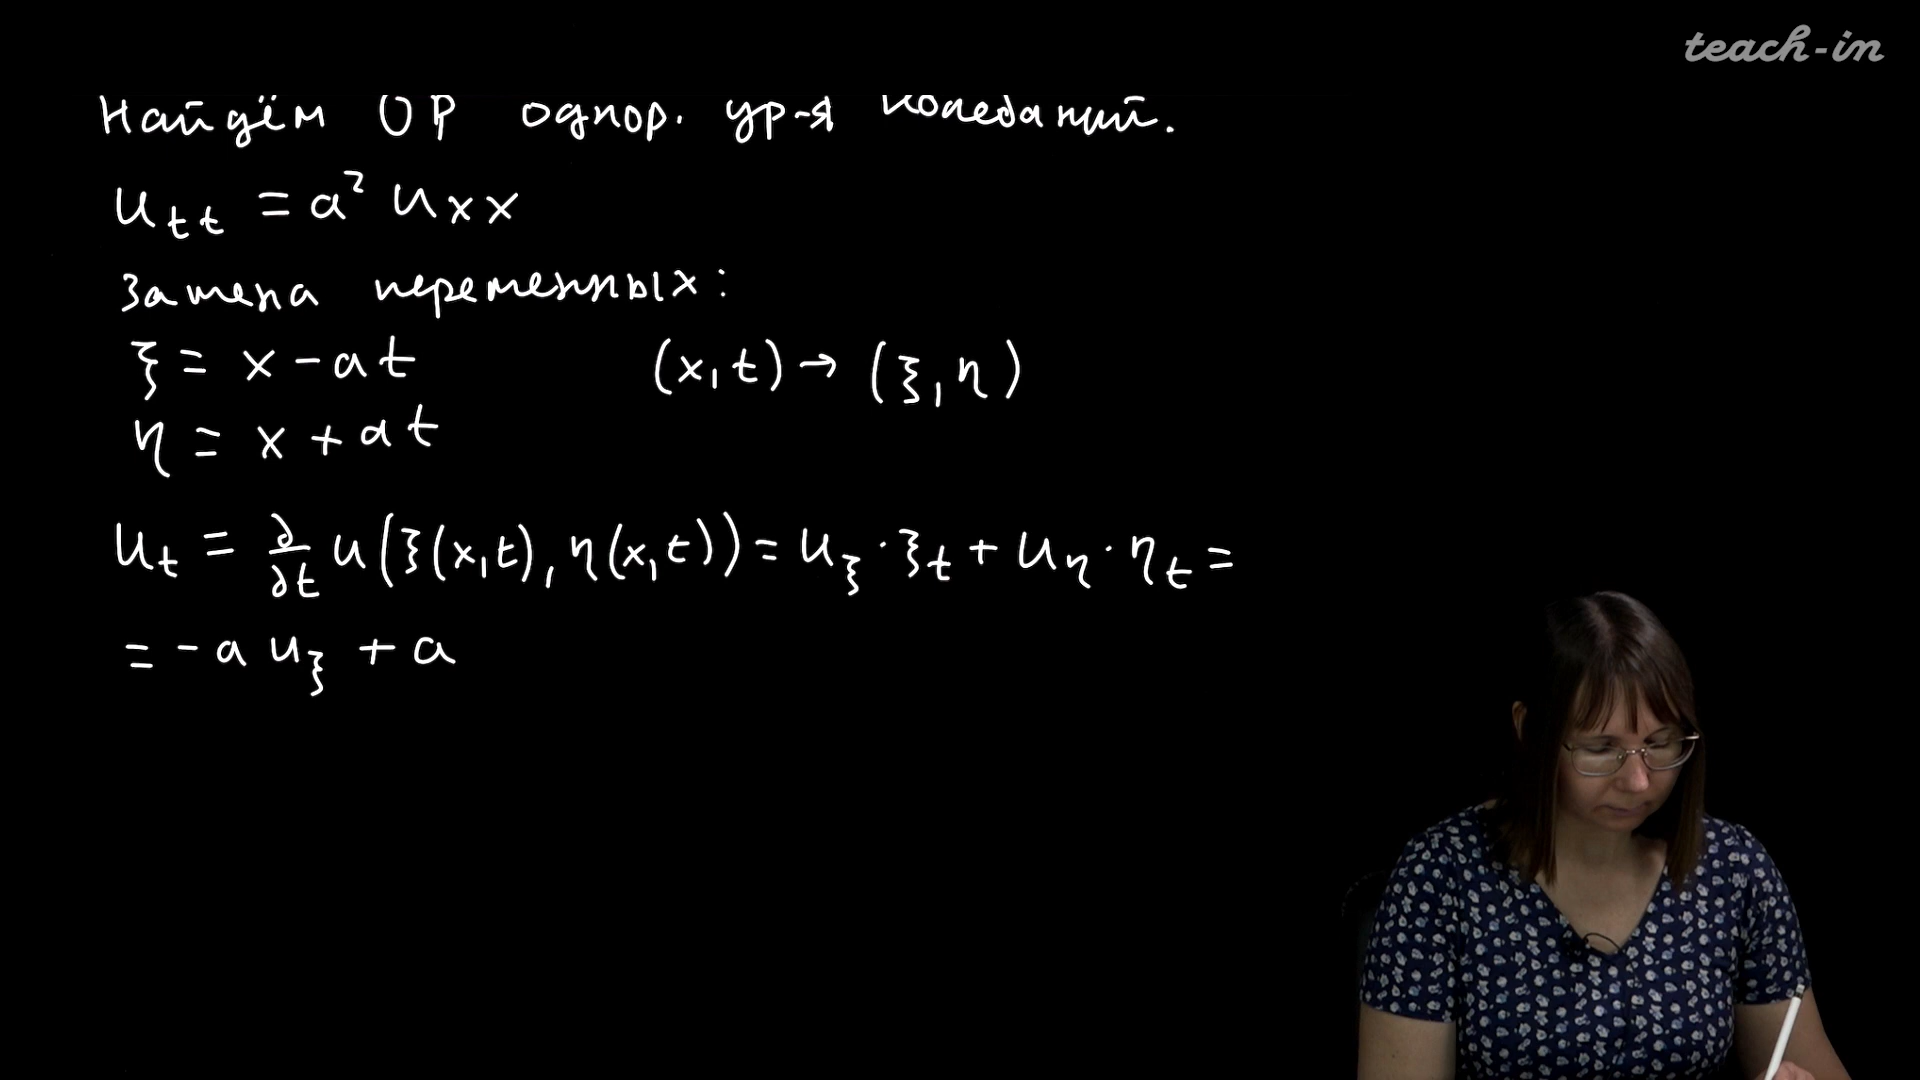 teach-in
Найдём ОР однор. ур-я колебаний.
u_tt = a² u_xx
Замена переменных:
ξ = x - at (x,t) → (ξ,η)
η = x + at
u_t = ∂/∂t u(ξ(x,t), η(x,t)) = u_ξ · ξ_t + u_η · η_t =
= - a u_ξ + a